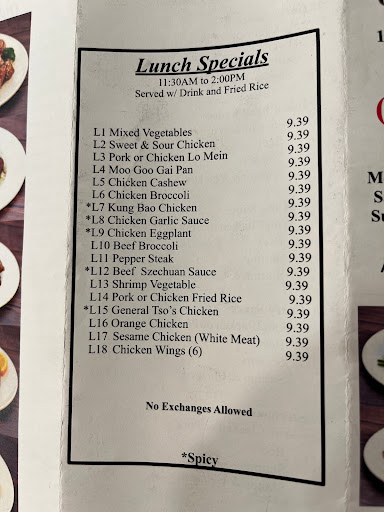 Lunch Specials
11:30AM to 2:00PM
Served w/ Drink and Fried Rice
L1 Mixed Vegetables 9.39
L2 Sweet & Sour Chicken 9.39
L3 Pork or Chicken Lo Mein 9.39
L4 Moo Goo Gai Pan 9.39
L5 Chicken Cashew 9.39
L6 Chicken Broccoli 9.39
*L7 Kung Bao Chicken 9.39
*L8 Chicken Garlic Sauce 9.39
*L9 Chicken Eggplant 9.39
L10 Beef Broccoli 9.39
L11 Pepper Steak 9.39
*L12 Beef Szechuan Sauce 9.39
L13 Shrimp Vegetable 9.39
L14 Pork or Chicken Fried Rice 9.39
*L15 General Tso's Chicken 9.39
L16 Orange Chicken 9.39
L17 Sesame Chicken (White Meat) 9.39
L18 Chicken Wings (6) 9.39
No Exchanges Allowed
*Spicy